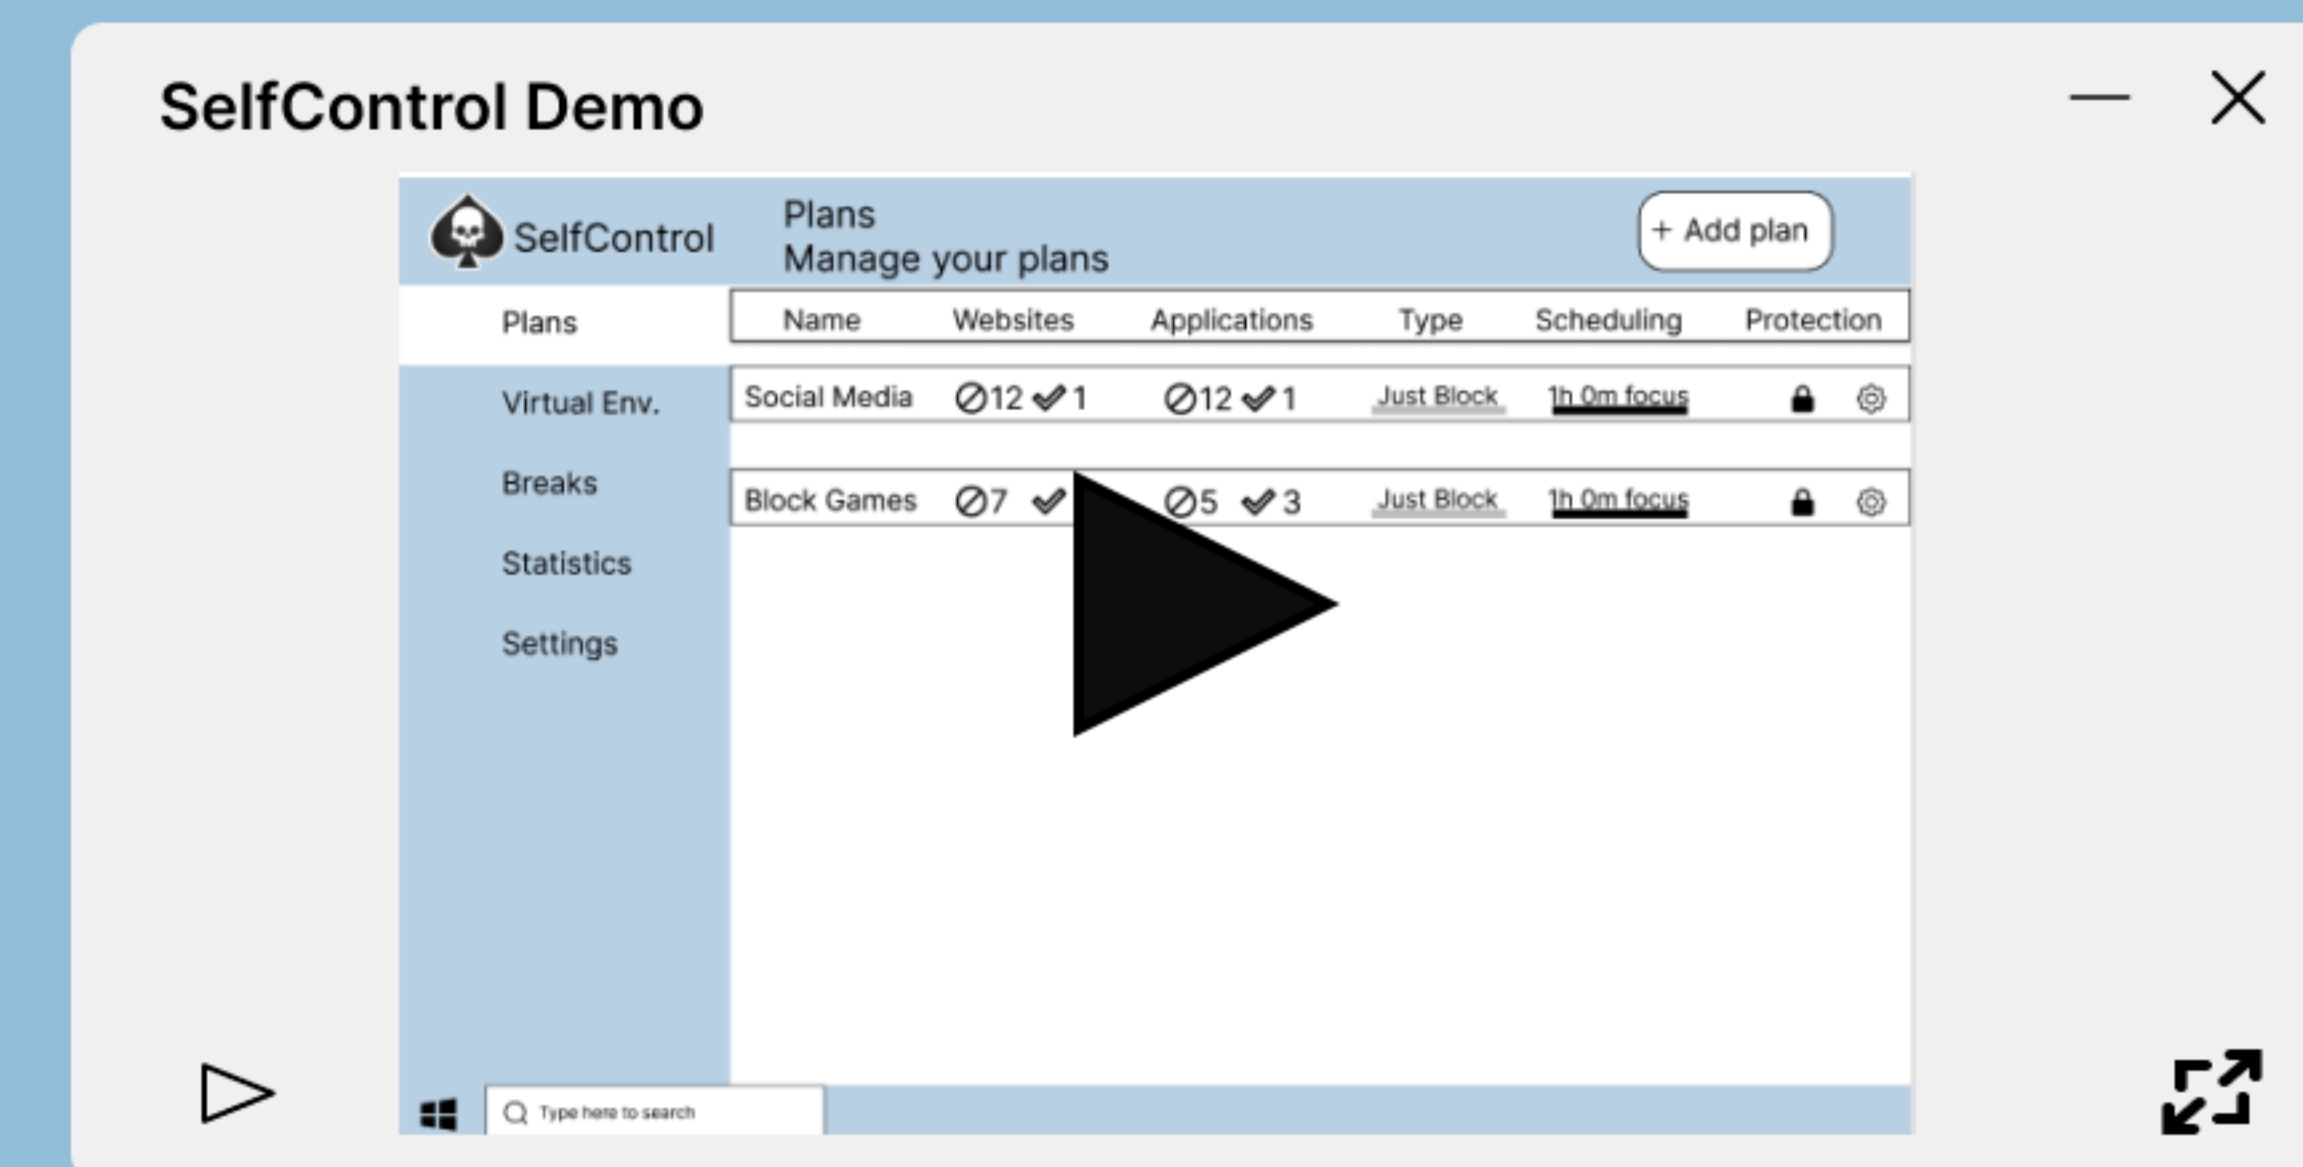 SelfControl Demo
SelfControl
Plans
Manage your plans
+ Add plan
Plans
Virtual Env.
Breaks
Statistics
Settings
Name Websites Applications Type Scheduling Protection
Social Media 12 1 12 1 Just Block 1h 0m focus
Block Games 7 5 3 Just Block 1h 0m focus
Type here to search